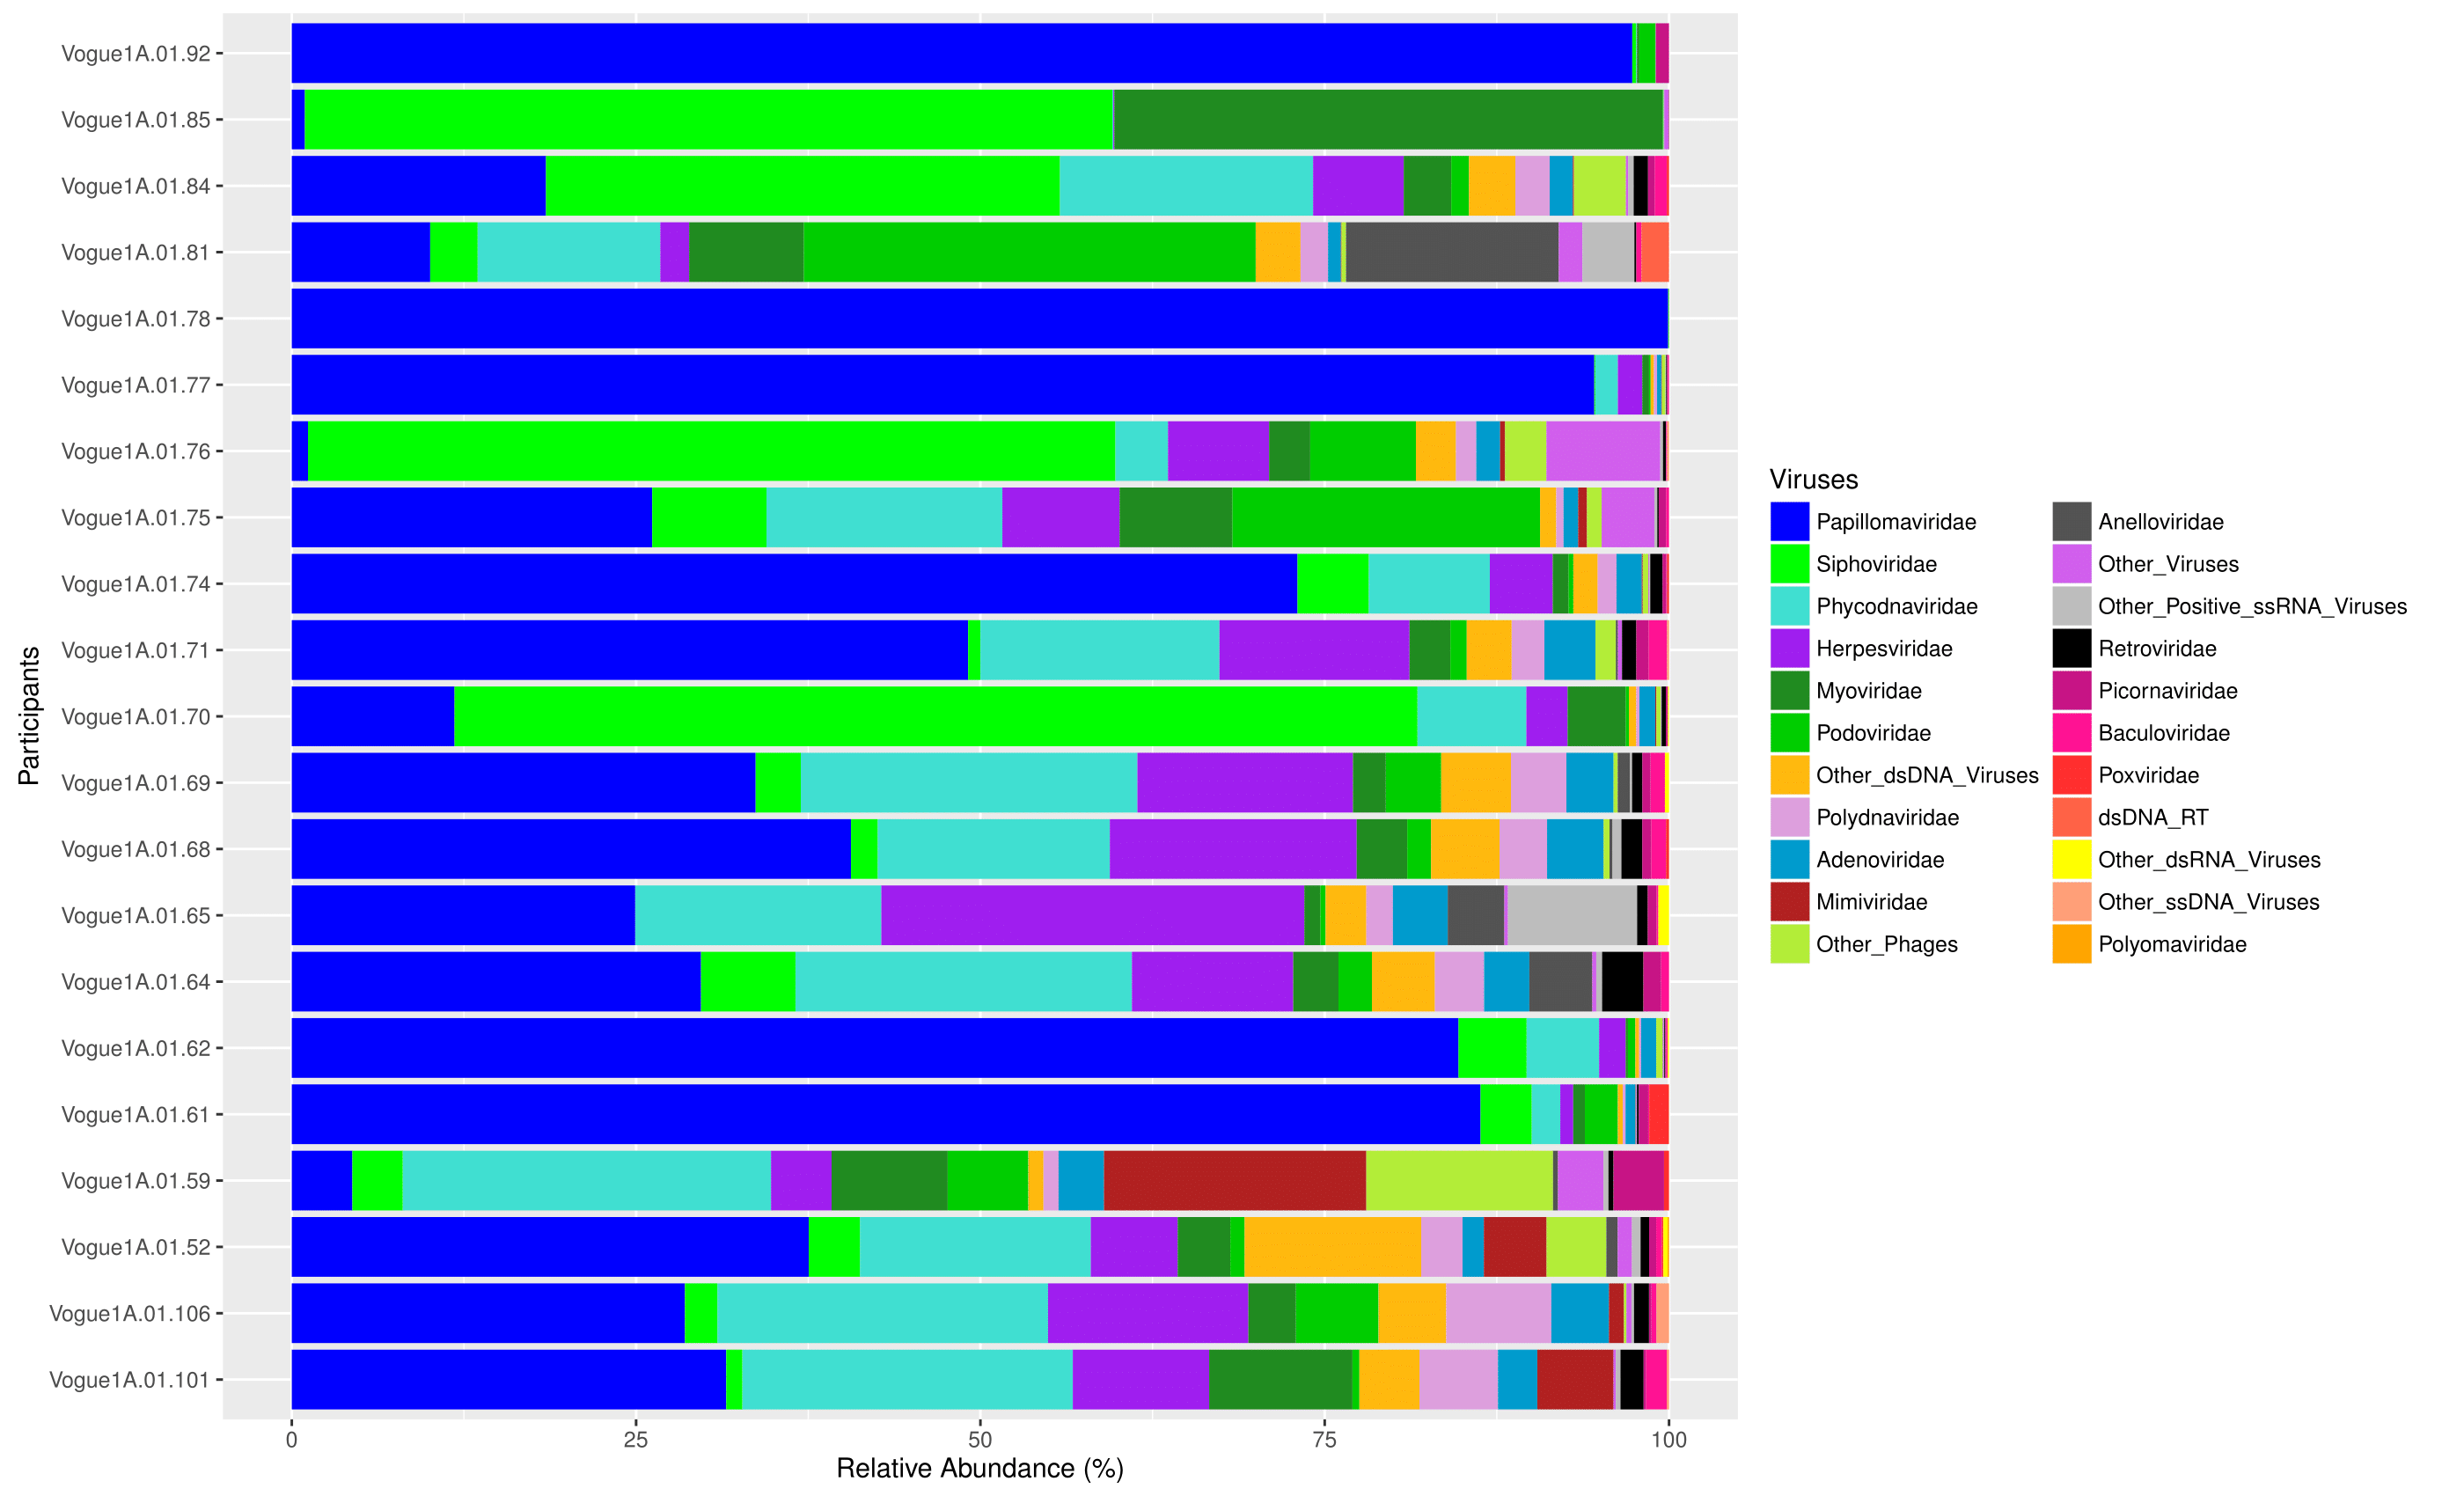 Vogue1A.01.92
Vogue1A.01.85
Vogue1A.01.84
Vogue1A.01.81
Vogue1A.01.78
Vogue1A.01.77
Vogue1A.01.76
Vogue1A.01.75
Vogue1A.01.74
Vogue1A.01.71
Vogue1A.01.70
Vogue1A.01.69
Vogue1A.01.68
Vogue1A.01.65
Vogue1A.01.64
Vogue1A.01.62
Vogue1A.01.61
Vogue1A.01.59
Vogue1A.01.52
Vogue1A.01.106
Vogue1A.01.101
Participants
0 25 50 75 100
Relative Abundance (%)
Viruses
Papillomaviridae
Siphoviridae
Phycodnaviridae
Herpesviridae
Myoviridae
Podoviridae
Other_dsDNA_Viruses
Polydnaviridae
Adenoviridae
Mimiviridae
Other_Phages
Anelloviridae
Other_Viruses
Other_Positive_ssRNA_Viruses
Retroviridae
Picornaviridae
Baculoviridae
Poxviridae
dsDNA_RT
Other_dsRNA_Viruses
Other_ssDNA_Viruses
Polyomaviridae